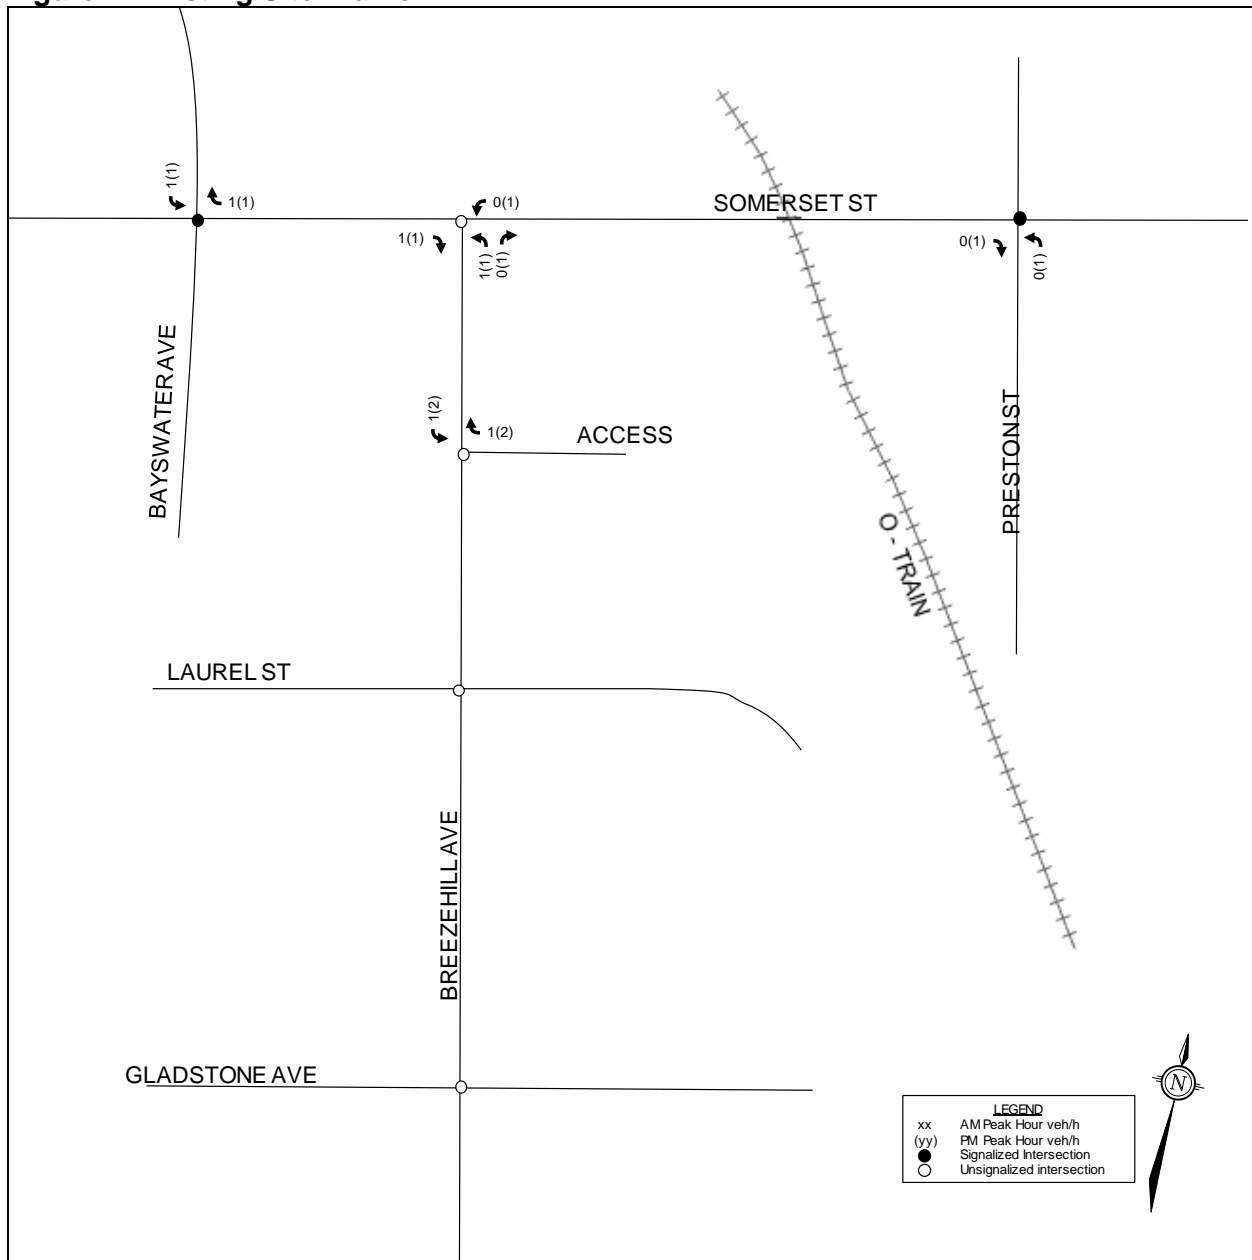 1(1)
1(1)
0(1)
SOMERSET ST
1(1)
1(1)
0(1)
0(1)
0(1)
BAYSWATER AVE
1(2)
1(2)
ACCESS
PRESTON ST
O - TRAIN
LAUREL ST
BREEZEHILL AVE
GLADSTONE AVE
N
LEGEND
xx AM Peak Hour veh/h
(yy) PM Peak Hour veh/h
Signalized Intersection
Unsignalized intersection